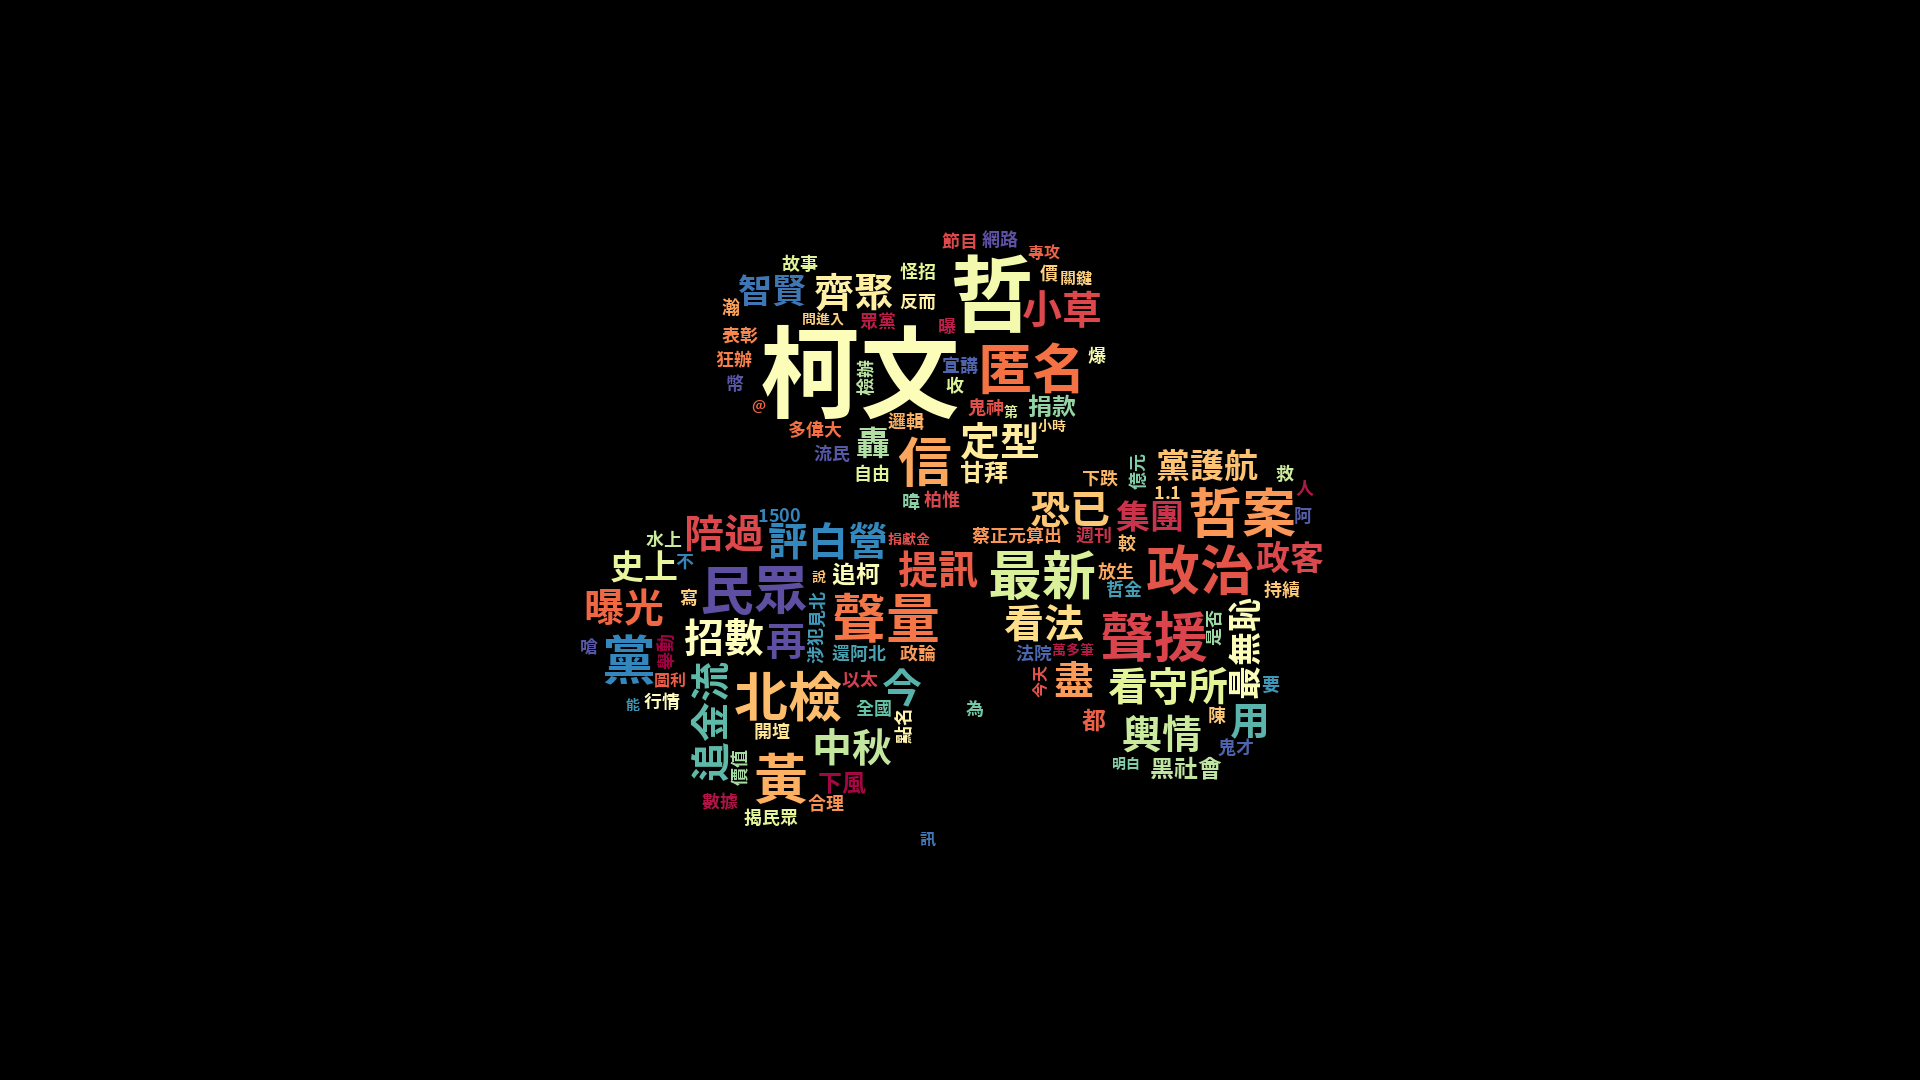 節目
網路
專攻
故事
怪招
哲
價
關鍵
智賢
齊聚
反而
小草
瀚
問進入
眾黨
曝
表彰
柯文
檢辦
宣講
匿名
爆
狂辦
幣
收
@
鬼神
第
捐款
多偉大
邏輯
小時
流民
轟
信
定型
自由
甘拜
暐
柏惟
下跌
億元
黨護航
救
1.1
人
恐已
集團
哲案
阿
蔡正元算出
週刊
較
政客
最新
放生
政治
哲金
持續
看法
聲援
是否
最無恥
法院
萬多筆
今天
盡
看守所
要
都
輿情
陳
用
鬼才
明白
黑社會
1500
水上
陪過
評白營
捐獻金
史上
不
民眾
說
追柯
提訊
曝光
寫
涉犯見北
聲量
招數
再
嗆
黨
舉動
還阿北
政論
圖利
追金流
北檢
以太
今
能
行情
全國
點名
為
開壇
中秋
價值
黃
下風
數據
合理
揭民眾
訊